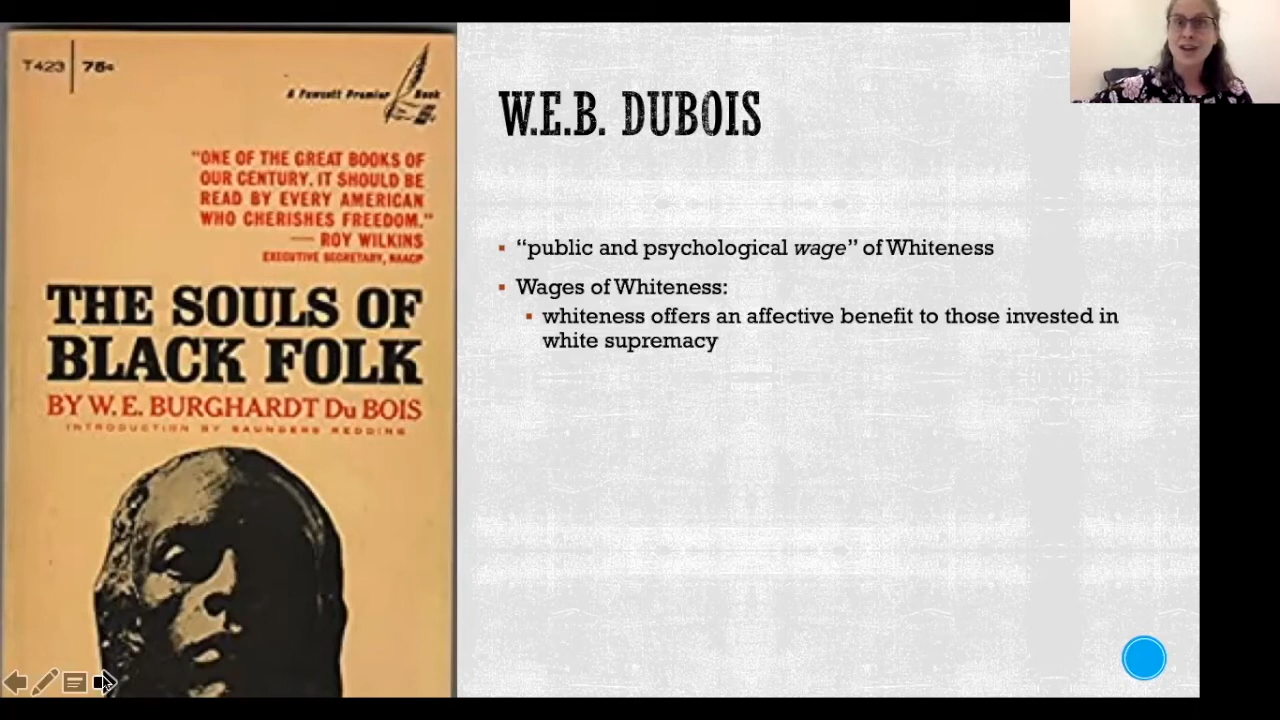 T423 75¢
A Fawcett Premier Book
"ONE OF THE GREAT BOOKS OF
OUR CENTURY. IT SHOULD BE
READ BY EVERY AMERICAN
WHO CHERISHES FREEDOM."
— ROY WILKINS
EXECUTIVE SECRETARY, NAACP
THE SOULS OF
BLACK FOLK
BY W. E. BURGHARDT Du BOIS
INTRODUCTION BY SAUNDERS REDDING
W.E.B. DUBOIS
▪ “public and psychological wage” of Whiteness
▪ Wages of Whiteness:
▪ whiteness offers an affective benefit to those invested in
white supremacy